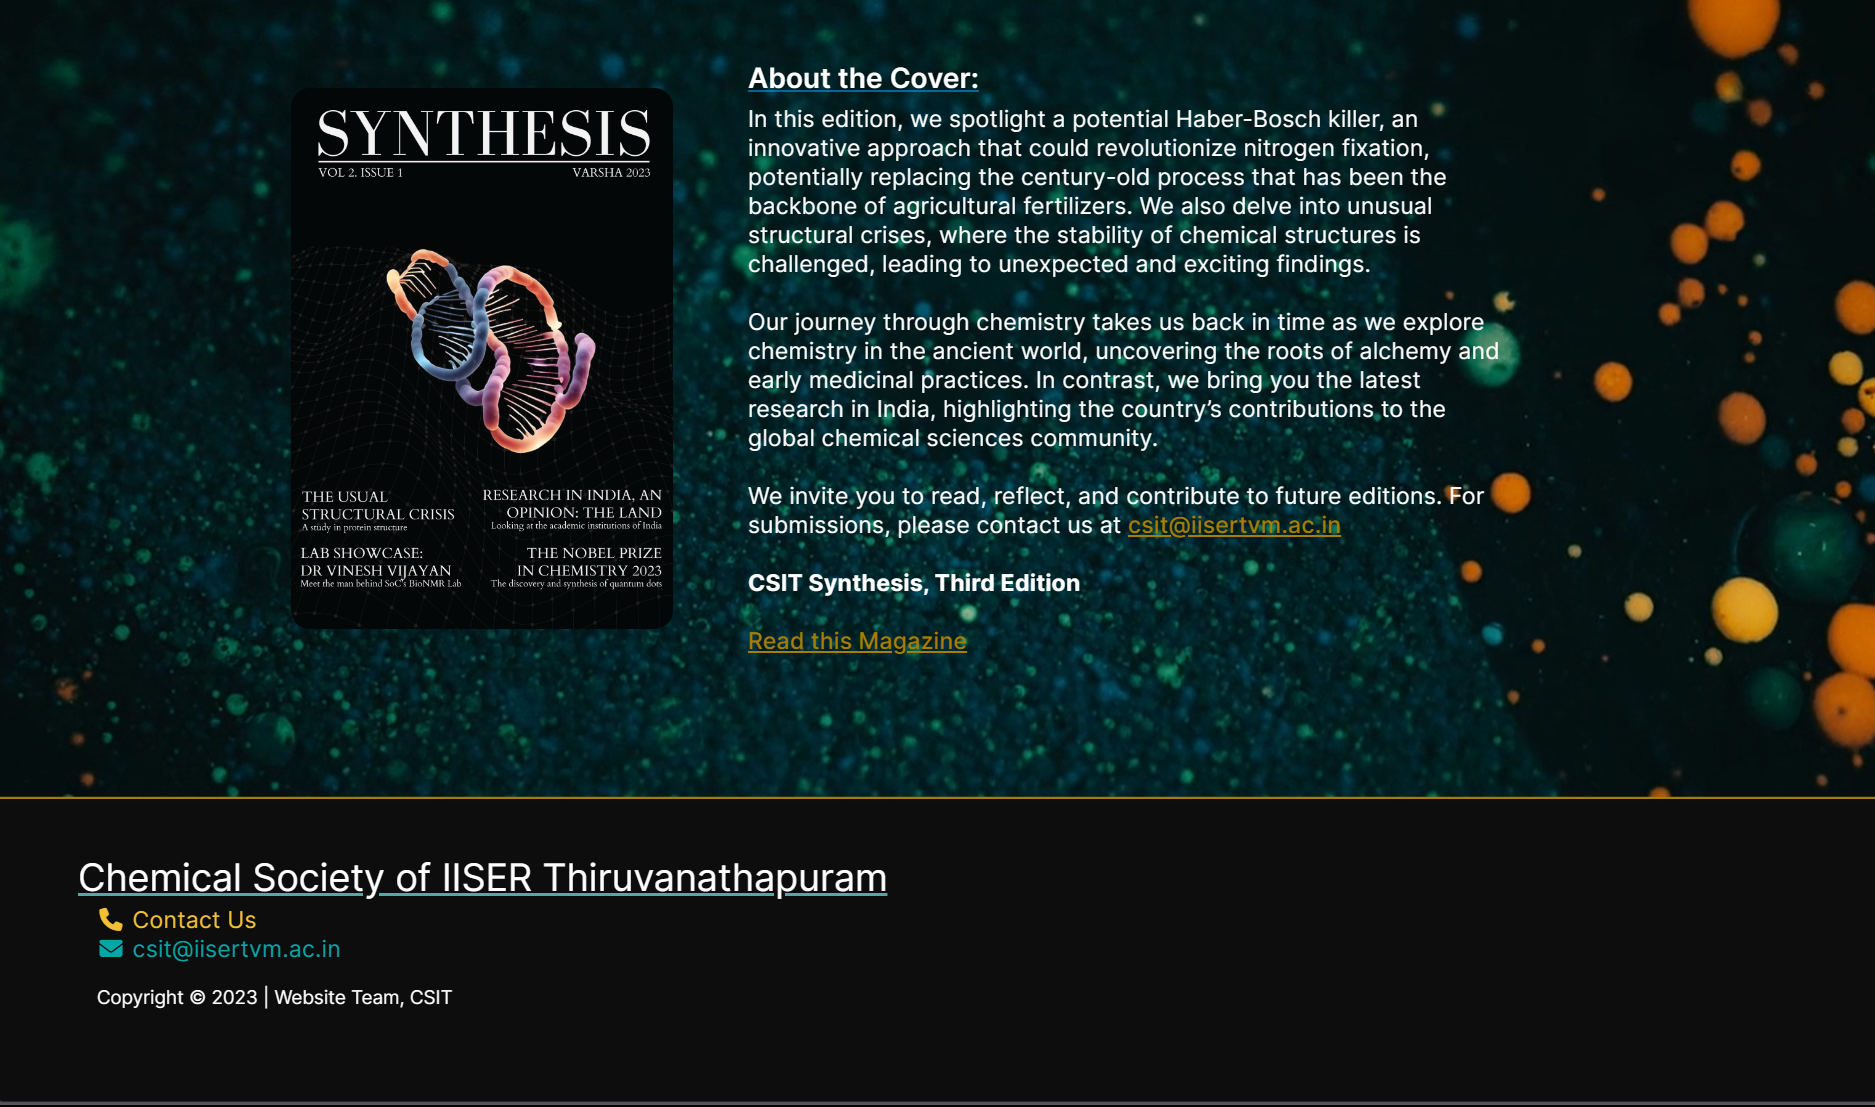 SYNTHESIS
VOL 2. ISSUE 1
VARSHA 2023
THE USUAL
STRUCTURAL CRISIS
A study in protein structure
RESEARCH IN INDIA, AN
OPINION: THE LAND
Looking at the academic institutions of India
LAB SHOWCASE:
DR VINESH VIJAYAN
Meet the man behind SoC's BioNMR Lab
THE NOBEL PRIZE
IN CHEMISTRY 2023
The discovery and synthesis of quantum dots
About the Cover:
In this edition, we spotlight a potential Haber-Bosch killer, an
innovative approach that could revolutionize nitrogen fixation,
potentially replacing the century-old process that has been the
backbone of agricultural fertilizers. We also delve into unusual
structural crises, where the stability of chemical structures is
challenged, leading to unexpected and exciting findings.
Our journey through chemistry takes us back in time as we explore
chemistry in the ancient world, uncovering the roots of alchemy and
early medicinal practices. In contrast, we bring you the latest
research in India, highlighting the country’s contributions to the
global chemical sciences community.
We invite you to read, reflect, and contribute to future editions. For
submissions, please contact us at csit@iisertvm.ac.in
CSIT Synthesis, Third Edition
Read this Magazine
Chemical Society of IISER Thiruvanathapuram
Contact Us
csit@iisertvm.ac.in
Copyright © 2023 | Website Team, CSIT